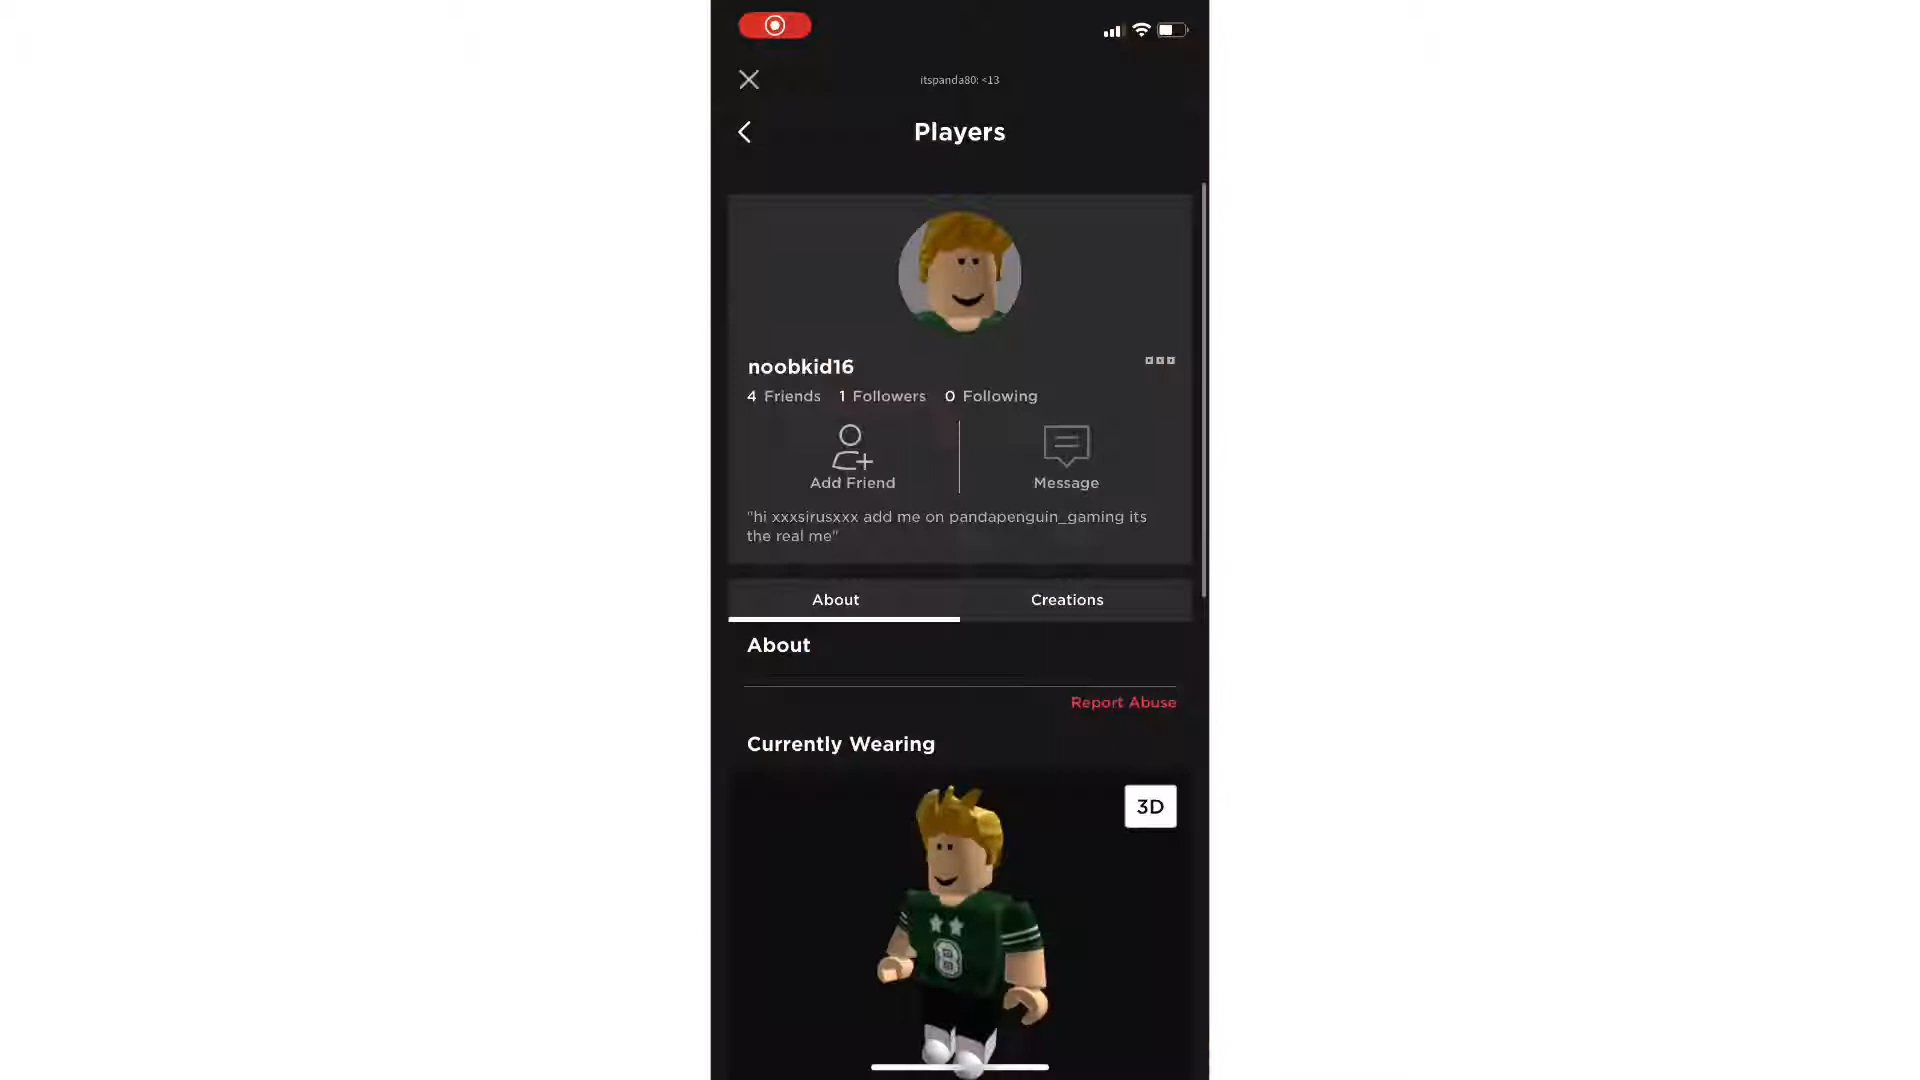 itspanda80: <13
Players
noobkid16
4 Friends 1 Followers 0 Following
Add Friend
Message
"hi xxxsirusxxx add me on pandapenguin_gaming its
the real me"
About
Creations
About
Report Abuse
Currently Wearing
3D
8